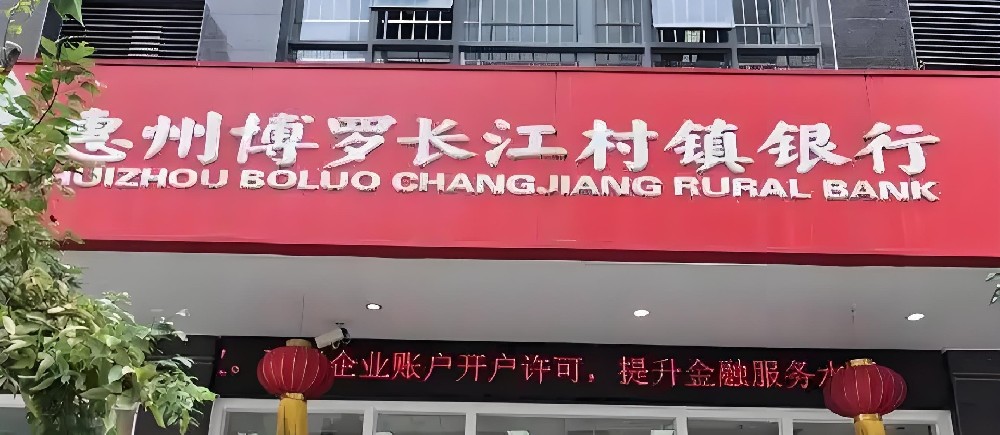 惠州博罗长江村镇银行
HUIZHOU BOLUO CHANGJIANG RURAL BANK
。 企业账户开户许可，提升金融服务水